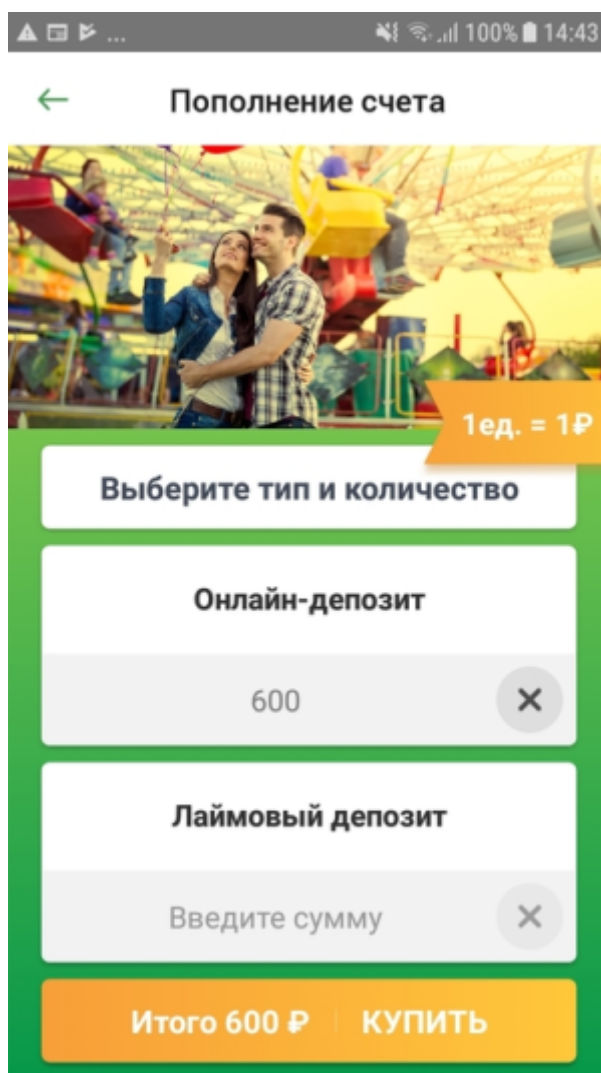 ... 100% 14:43
Пополнение счета
1ед. = 1₽
Выберите тип и количество
Онлайн-депозит
600
Лаймовый депозит
Введите сумму
Итого 600 ₽ КУПИТЬ